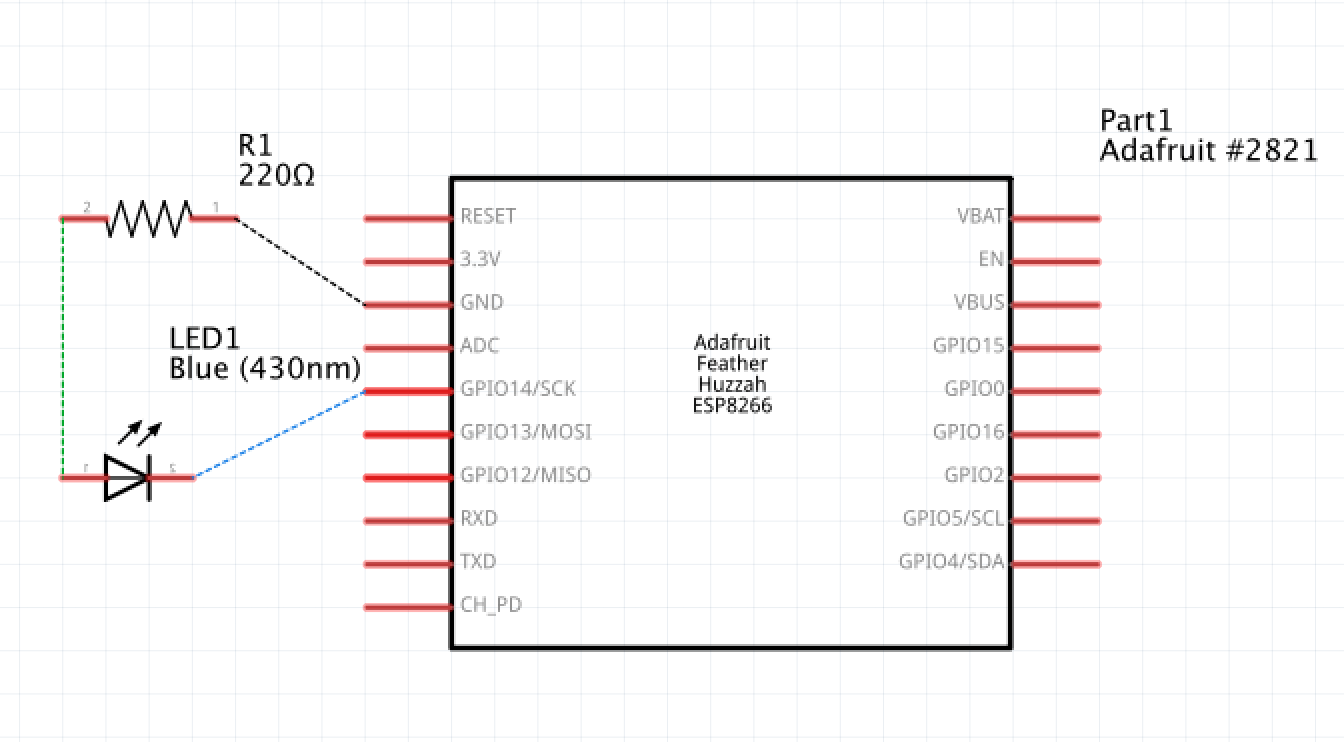 Part1
Adafruit #2821
R1
220Ω
2
1
RESET
3.3V
GND
ADC
GPIO14/SCK
GPIO13/MOSI
GPIO12/MISO
RXD
TXD
CH_PD
Adafruit
Feather
Huzzah
ESP8266
VBAT
EN
VBUS
GPIO15
GPIO0
GPIO16
GPIO2
GPIO5/SCL
GPIO4/SDA
LED1
Blue (430nm)